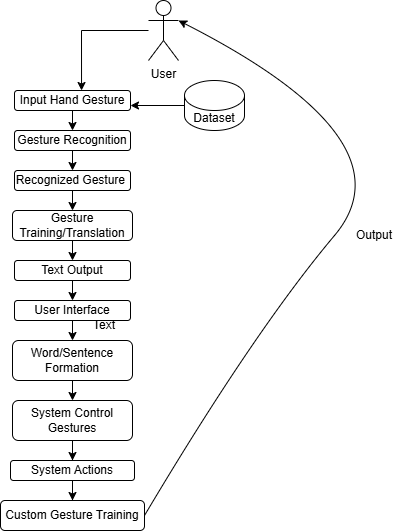 User
Input Hand Gesture
Dataset
Gesture Recognition
Recognized Gesture
Gesture
Training/Translation
Output
Text Output
User Interface
Text
Word/Sentence
Formation
System Control
Gestures
System Actions
Custom Gesture Training